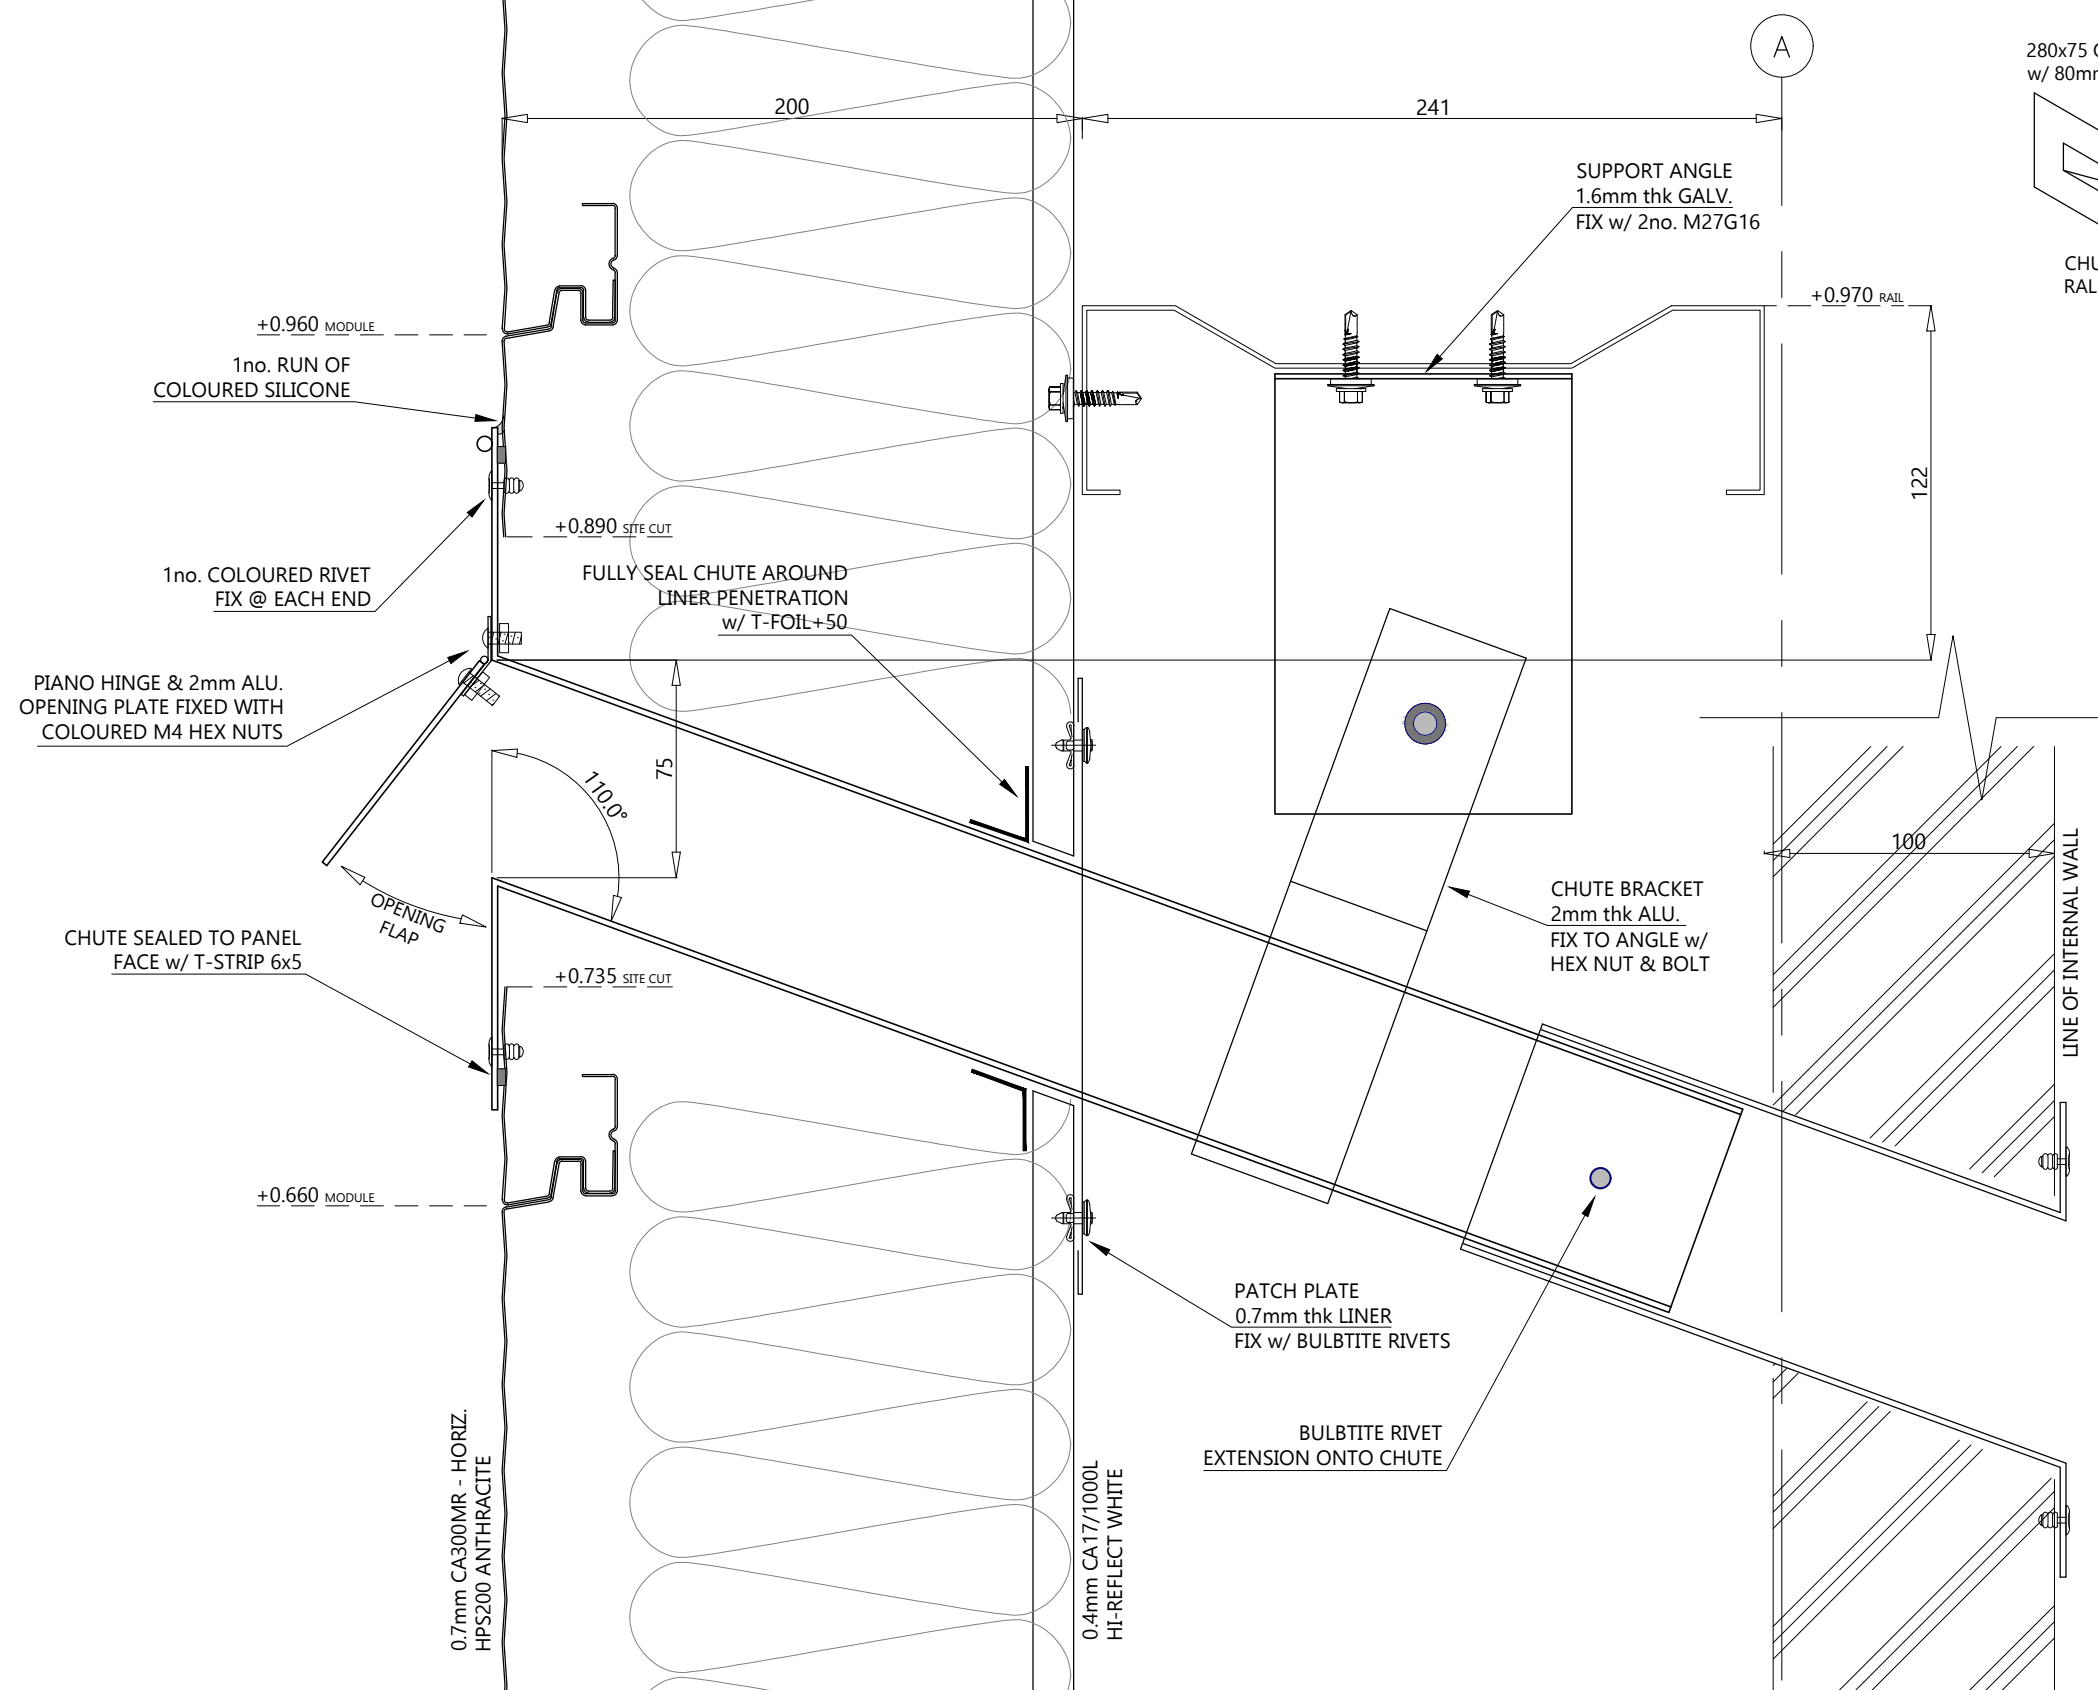 A
280x75
w/
200
241
SUPPORT ANGLE
1.6mm thk GALV.
FIX w/ 2no. M27G16
+0.970 RAIL
+0.960 MODULE
1no. RUN OF
COLOURED SILICONE
122
+0.890 SITE CUT
1no. COLOURED RIVET
FIX @ EACH END
FULLY SEAL CHUTE AROUND
LINER PENETRATION
w/ T-FOIL+50
PIANO HINGE & 2mm ALU.
OPENING PLATE FIXED WITH
COLOURED M4 HEX NUTS
75
110.0°
100
OPENING
FLAP
CHUTE BRACKET
2mm thk ALU.
FIX TO ANGLE w/
HEX NUT & BOLT
LINE OF INTERNAL WALL
CHUTE SEALED TO PANEL
FACE w/ T-STRIP 6x5
+0.735 SITE CUT
+0.660 MODULE
PATCH PLATE
0.7mm thk LINER
FIX w/ BULBTITE RIVETS
BULBTITE RIVET
EXTENSION ONTO CHUTE
0.7mm CA300MR - HORIZ.
HPS200 ANTHRACITE
0.4mm CA17/1000L
HI-REFLECT WHITE